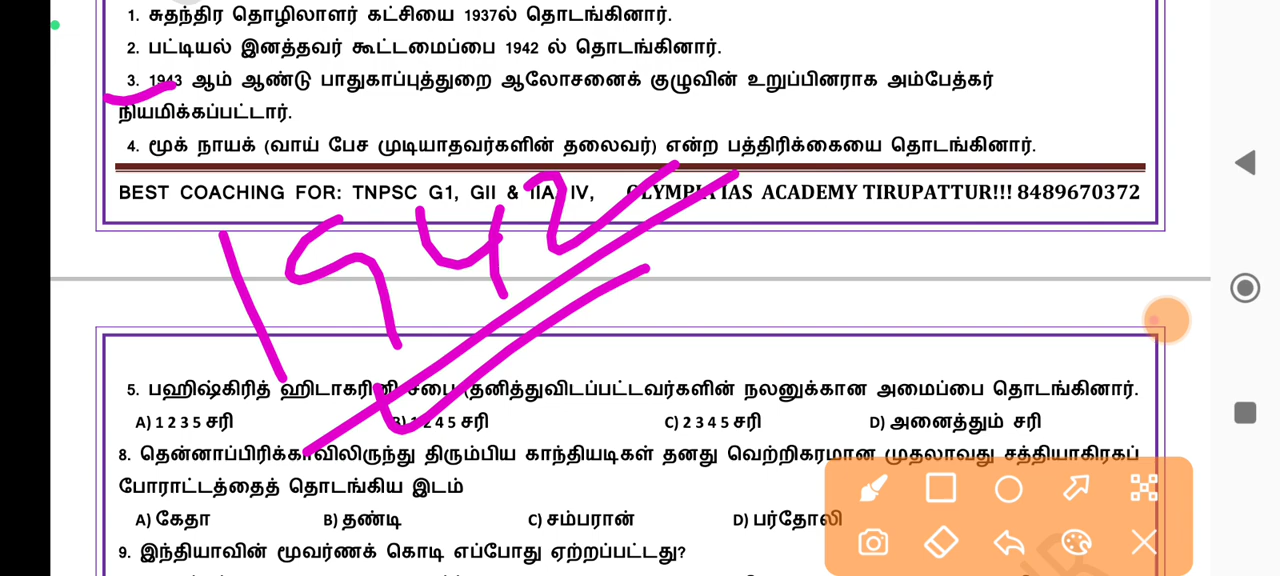 1. சுதந்திர தொழிலாளர் கட்சியை 1937ல் தொடங்கினார்.
2. பட்டியல் இனத்தவர் கூட்டமைப்பை 1942 ல் தொடங்கினார்.
3. 1943 ஆம் ஆண்டு பாதுகாப்புத்துறை ஆலோசனைக் குழுவின் உறுப்பினராக அம்பேத்கர்
நியமிக்கப்பட்டார்.
4. மூக் நாயக் (வாய் பேச முடியாதவர்களின் தலைவர்) என்ற பத்திரிக்கையை தொடங்கினார்.
BEST COACHING FOR: TNPSC G1, GII & IIA, IV, OLYMPIA IAS ACADEMY TIRUPATTUR!!! 8489670372
1942
5. பஹிஷ்கிரித் ஹிடாகரினி சபை (தனித்துவிடப்பட்டவர்களின் நலனுக்கான அமைப்பை தொடங்கினார்.
A) 1 2 3 5 சரி B) 1 2 4 5 சரி C) 2 3 4 5 சரி D) அனைத்தும் சரி
8. தென்னாப்பிரிக்காவிலிருந்து திரும்பிய காந்தியடிகள் தனது வெற்றிகரமான முதலாவது சத்தியாகிரகப்
போராட்டத்தைத் தொடங்கிய இடம்
A) கேதா B) தண்டி C) சம்பரான் D) பர்தோலி
9. இந்தியாவின் மூவர்ணக் கொடி எப்போது ஏற்றப்பட்டது?